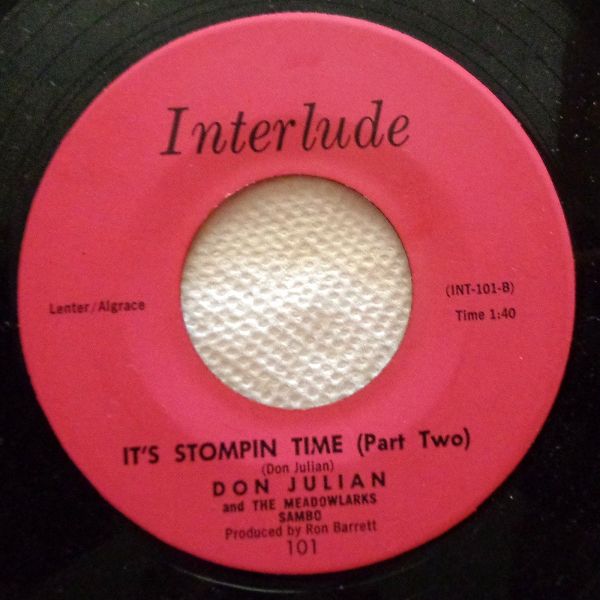 Interlude
Lenter/Algrace
(INT-101-B)
Time 1:40
IT'S STOMPIN TIME (Part Two)
(Don Julian)
DON JULIAN
and THE MEADOWLARKS
SAMBO
Produced by Ron Barrett
101